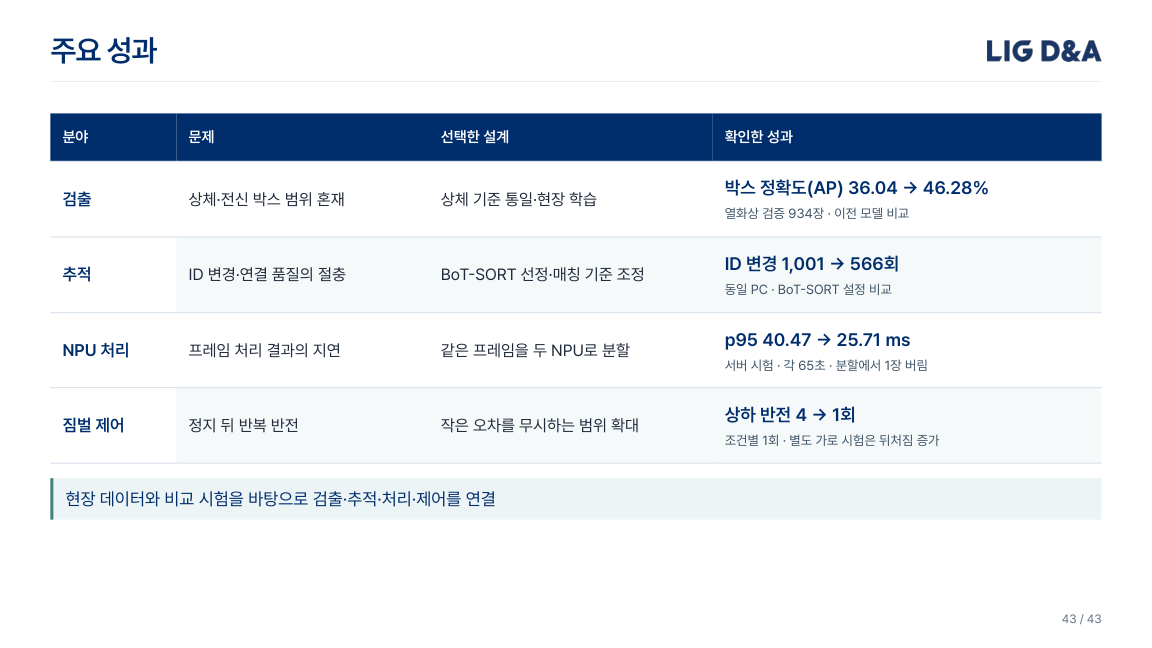 주요 성과
LIG D&A
분야
문제
선택한 설계
확인한 성과
검출
상체·전신 박스 범위 혼재
상체 기준 통일·현장 학습
박스 정확도(AP) 36.04 → 46.28%
열화상 검증 934장 · 이전 모델 비교
추적
ID 변경·연결 품질의 절충
BoT-SORT 선정·매칭 기준 조정
ID 변경 1,001 → 566회
동일 PC · BoT-SORT 설정 비교
NPU 처리
프레임 처리 결과의 지연
같은 프레임을 두 NPU로 분할
p95 40.47 → 25.71 ms
서버 시험 · 각 65초 · 분할에서 1장 버림
짐벌 제어
정지 뒤 반복 반전
작은 오차를 무시하는 범위 확대
상하 반전 4 → 1회
조건별 1회 · 별도 가로 시험은 뒤처짐 증가
현장 데이터와 비교 시험을 바탕으로 검출·추적·처리·제어를 연결
43 / 43